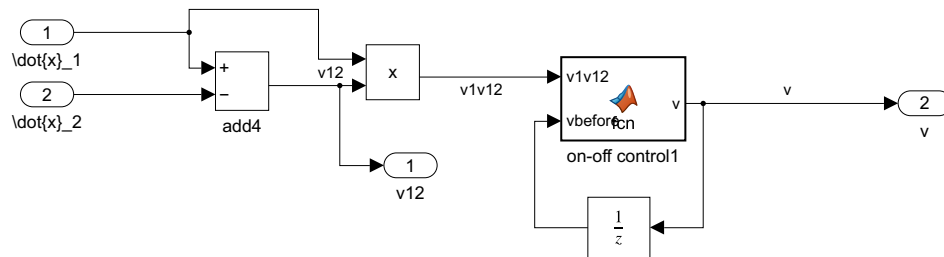 1
\dot{x}_1
2
\dot{x}_2
+
−
add4
v12
x
v1v12
1
v12
v1v12
vbefore
fcn
v
on-off control1
1
z
v
2
v